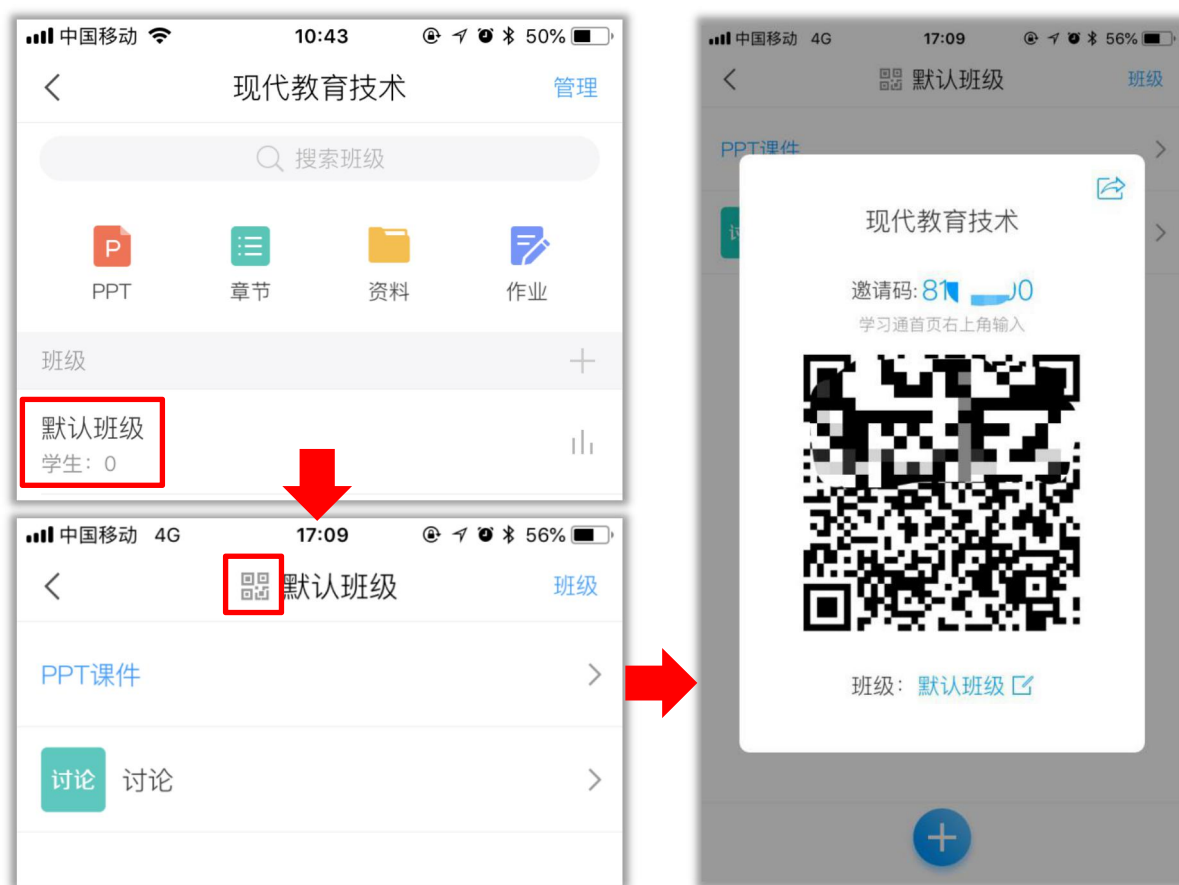 中国移动 10:43 50%
现代教育技术 管理
搜索班级
P
PPT 章节 资料 作业
班级
默认班级
学生：0
中国移动 4G 17:09 56%
默认班级 班级
PPT课件
讨论 讨论
中国移动 4G 17:09 56%
默认班级 班级
PPT课件
现代教育技术
邀请码:
学习通首页右上角输入
班级：默认班级